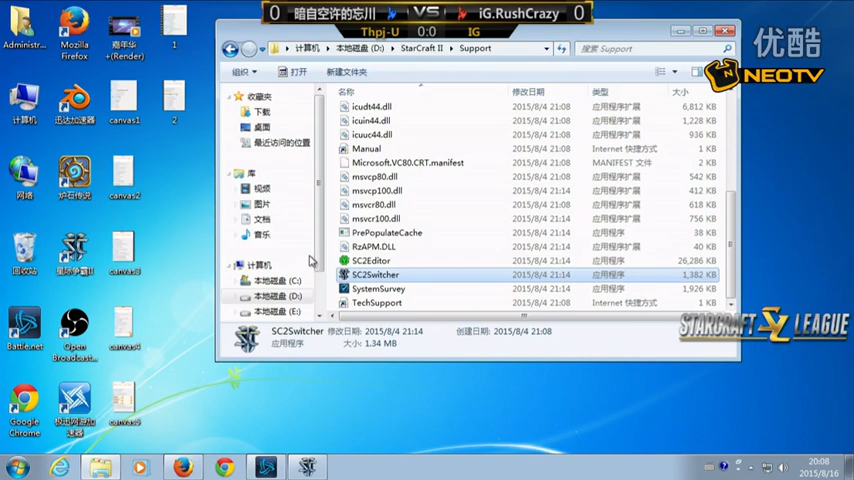 0 暗自空许的忘川 VS iG.RushCrazy 0
Thpj-U 0:0 IG
优酷
NEOTV
STARCRAFT SL LEAGUE
Administr...
Mozilla Firefox
嘉年华+(Render)
1
计算机
迅达加速器
canvas1
2
网络
炉石传说
canvas2
回收站
星际争霸II
canvas3
Battle.net
Open Broadcast...
canvas4
Google Chrome
极迅网游加速器
canvas5
计算机 本地磁盘 (D:) StarCraft II Support
搜索 Support
组织 打开 新建文件夹
收藏夹
下载
桌面
最近访问的位置
库
视频
图片
文档
音乐
计算机
本地磁盘 (C:)
本地磁盘 (D:)
本地磁盘 (E:)
名称 修改日期 类型 大小
icudt44.dll 2015/8/4 21:08 应用程序扩展 6,812 KB
icuin44.dll 2015/8/4 21:08 应用程序扩展 1,228 KB
icuuc44.dll 2015/8/4 21:08 应用程序扩展 936 KB
Manual 2015/8/4 21:08 Internet 快捷方式 1 KB
Microsoft.VC80.CRT.manifest 2015/8/4 21:08 MANIFEST 文件 2 KB
msvcp80.dll 2015/8/4 21:08 应用程序扩展 542 KB
msvcp100.dll 2015/8/4 21:14 应用程序扩展 412 KB
msvcr80.dll 2015/8/4 21:08 应用程序扩展 618 KB
msvcr100.dll 2015/8/4 21:14 应用程序扩展 756 KB
PrePopulateCache 2015/8/4 21:14 应用程序 38 KB
RzAPM.DLL 2015/8/4 21:14 应用程序扩展 40 KB
SC2Editor 2015/8/4 21:14 应用程序 26,286 KB
SC2Switcher 2015/8/4 21:14 应用程序 1,382 KB
SystemSurvey 2015/8/4 21:14 应用程序 1,926 KB
TechSupport 2015/8/4 21:08 Internet 快捷方式 1 KB
SC2Switcher 修改日期: 2015/8/4 21:14 创建日期: 2015/8/4 21:08
应用程序 大小: 1.34 MB
20:08
2015/8/16